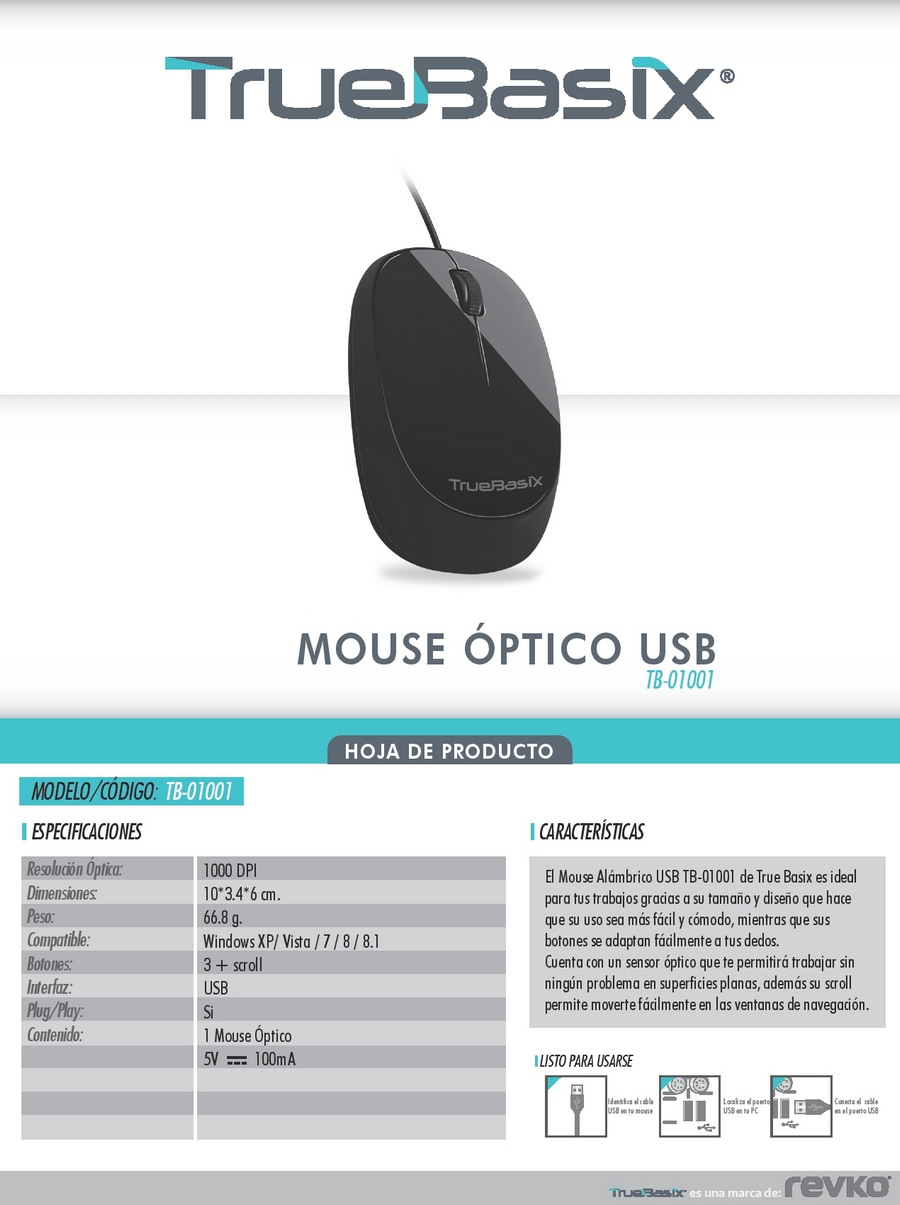 TrueBasix®
TrueBasix
MOUSE ÓPTICO USB
TB-01001
HOJA DE PRODUCTO
MODELO/CÓDIGO: TB-01001
ESPECIFICACIONES
Resolución Óptica: 1000 DPI
Dimensiones: 10*3.4*6 cm.
Peso: 66.8 g.
Compatible: Windows XP/ Vista / 7 / 8 / 8.1
Botones: 3 + scroll
Interfaz: USB
Plug/Play: Si
Contenido: 1 Mouse Óptico
5V 100mA
CARACTERÍSTICAS
El Mouse Alámbrico USB TB-01001 de True Basix es ideal
para tus trabajos gracias a su tamaño y diseño que hace
que su uso sea más fácil y cómodo, mientras que sus
botones se adaptan fácilmente a tus dedos.
Cuenta con un sensor óptico que te permitirá trabajar sin
ningún problema en superficies planas, además su scroll
permite moverte fácilmente en las ventanas de navegación.
LISTO PARA USARSE
Identifica el cable
USB en tu mouse
Localiza el puerto
USB en tu PC
Conecta el cable
en el puerto USB
TrueBasix es una marca de: revko